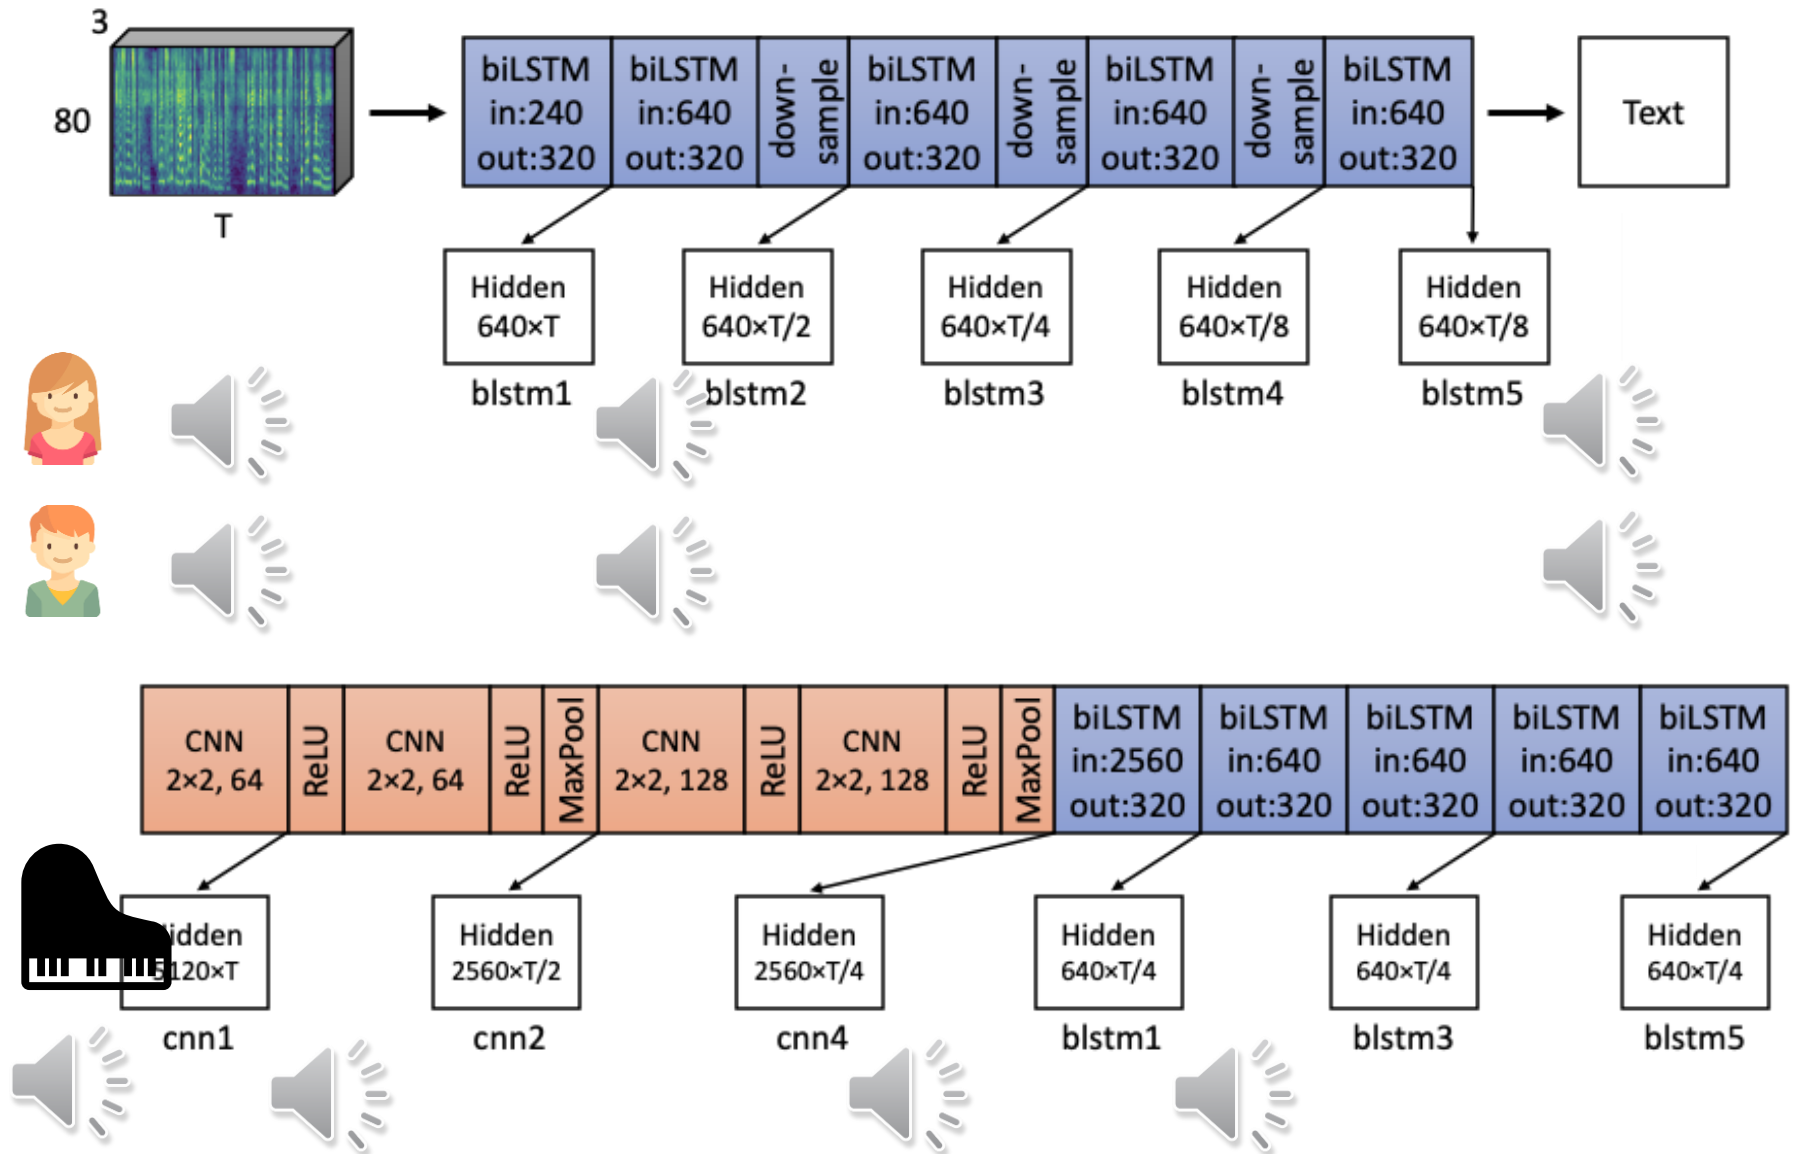 3
80
T
biLSTM
in:240
out:320
biLSTM
in:640
out:320
down-
sample
biLSTM
in:640
out:320
down-
sample
biLSTM
in:640
out:320
down-
sample
biLSTM
in:640
out:320
Text
Hidden
640×T
blstm1
Hidden
640×T/2
blstm2
Hidden
640×T/4
blstm3
Hidden
640×T/8
blstm4
Hidden
640×T/8
blstm5
CNN
2×2, 64
ReLU
CNN
2×2, 64
ReLU
MaxPool
CNN
2×2, 128
ReLU
CNN
2×2, 128
ReLU
MaxPool
biLSTM
in:2560
out:320
biLSTM
in:640
out:320
biLSTM
in:640
out:320
biLSTM
in:640
out:320
biLSTM
in:640
out:320
Hidden
5120×T
cnn1
Hidden
2560×T/2
cnn2
Hidden
2560×T/4
cnn4
Hidden
640×T/4
blstm1
Hidden
640×T/4
blstm3
Hidden
640×T/4
blstm5